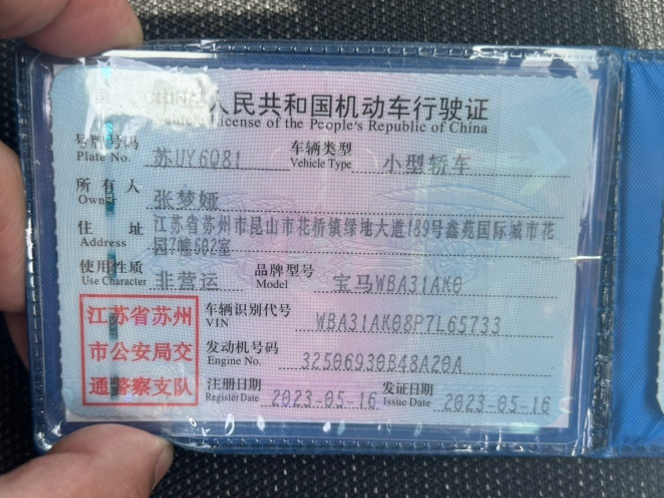 人民共和国机动车行驶证
Vehicle License of the People's Republic of China
号牌号码 苏UY6Q81 车辆类型 小型轿车
Plate No. Vehicle Type
所有人 张梦娅
Owner
住址 江苏省苏州市昆山市花桥镇绿地大道189号鑫苑国际城市花
Address 园7幢602室
使用性质 非营运 品牌型号 宝马WBA31AK0
Use Character Model
江苏省苏州 车辆识别代号 WBA31AK08P7L65733
VIN
市公安局交 发动机号码 32506930B48A20A
Engine No.
通警察支队 注册日期 2023-05-16 发证日期 2023-05-16
Register Date Issue Date